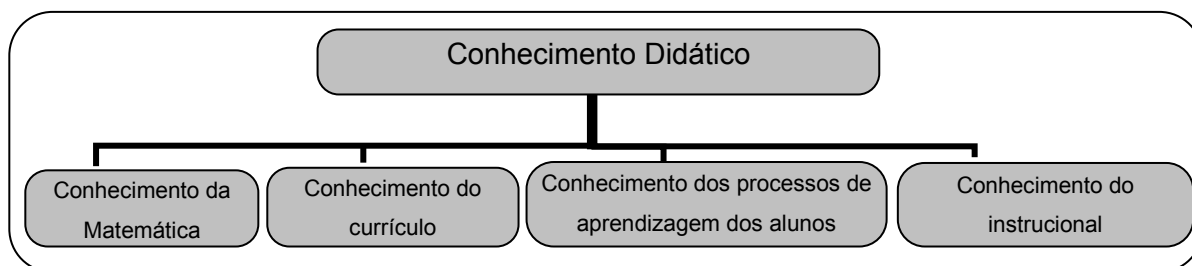 Conhecimento Didático
Conhecimento da
Matemática
Conhecimento do
currículo
Conhecimento dos processos de
aprendizagem dos alunos
Conhecimento do
instrucional